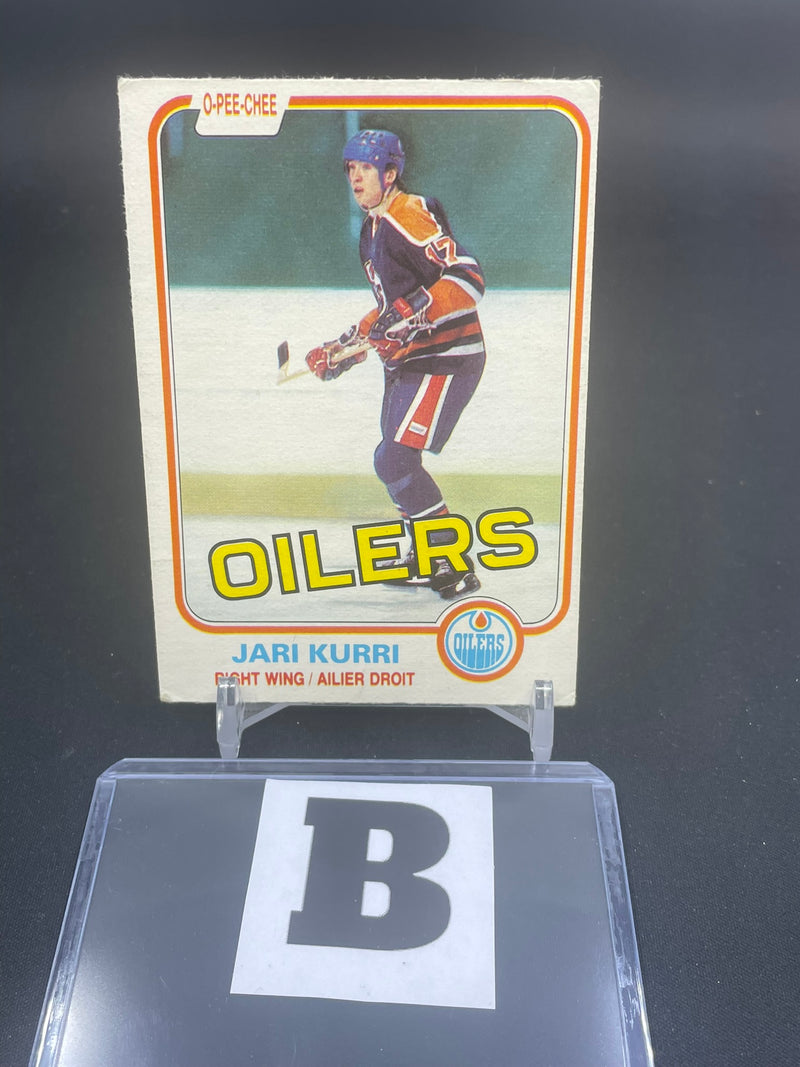 O-PEE-CHEE
17
OILERS
OILERS
JARI KURRI
RIGHT WING / AILIER DROIT
B